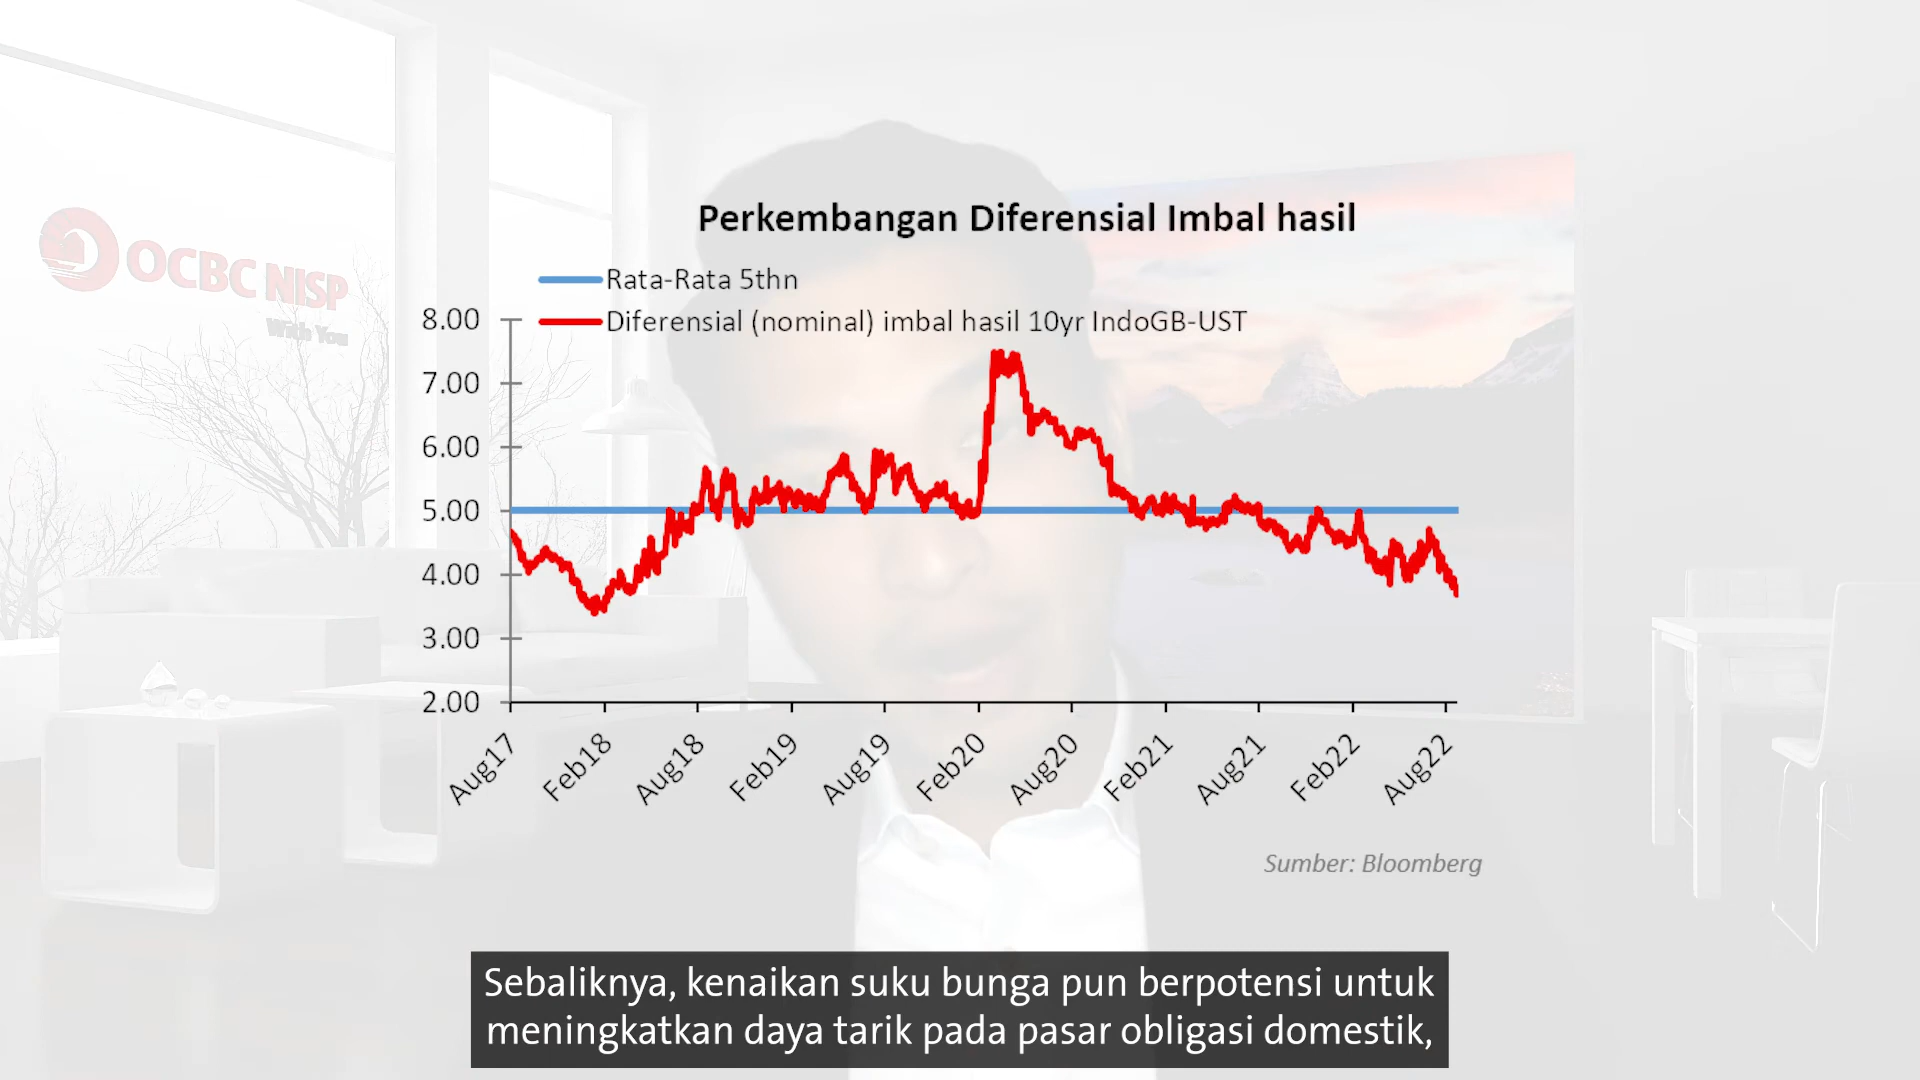 OCBC NISP
With You
Perkembangan Diferensial Imbal hasil
Rata-Rata 5thn
Diferensial (nominal) imbal hasil 10yr IndoGB-UST
8.00
7.00
6.00
5.00
4.00
3.00
2.00
Aug17 Feb18 Aug18 Feb19 Aug19 Feb20 Aug20 Feb21 Aug21 Feb22 Aug22
Sumber: Bloomberg
Sebaliknya, kenaikan suku bunga pun berpotensi untuk
meningkatkan daya tarik pada pasar obligasi domestik,